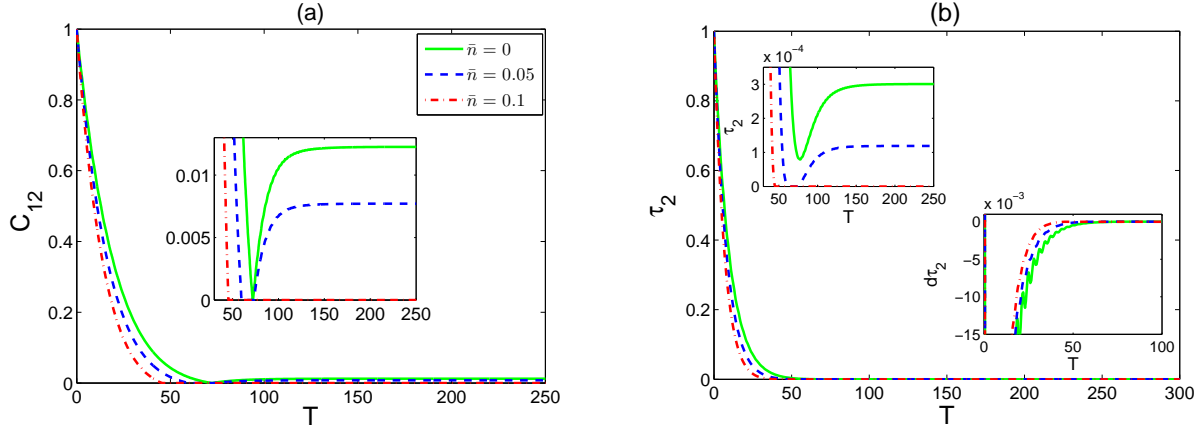 (a)
1
0.8
0.6
0.4
0.2
0
C12
0 50 100 150 200 250
T
n̄ = 0
n̄ = 0.05
n̄ = 0.1
0.01
0.005
0
50 100 150 200 250
(b)
1
0.8
0.6
0.4
0.2
0
τ2
0 50 100 150 200 250 300
T
x 10−4
3
2
1
0
τ2
50 100 150 200 250
T
x 10−3
0
−5
−10
−15
dτ2
0 50 100
T